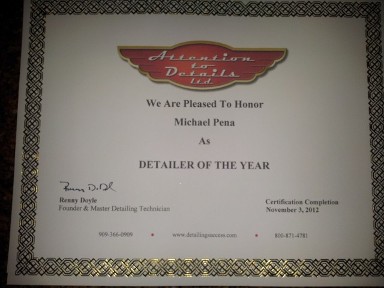 Attention
to
Details
ltd.
We Are Pleased To Honor
Michael Pena
As
DETAILER OF THE YEAR
Renny Doyle
Founder & Master Detailing Technician
Certification Completion
November 3, 2012
909-366-0909 • www.detailingsuccess.com • 800-871-4781